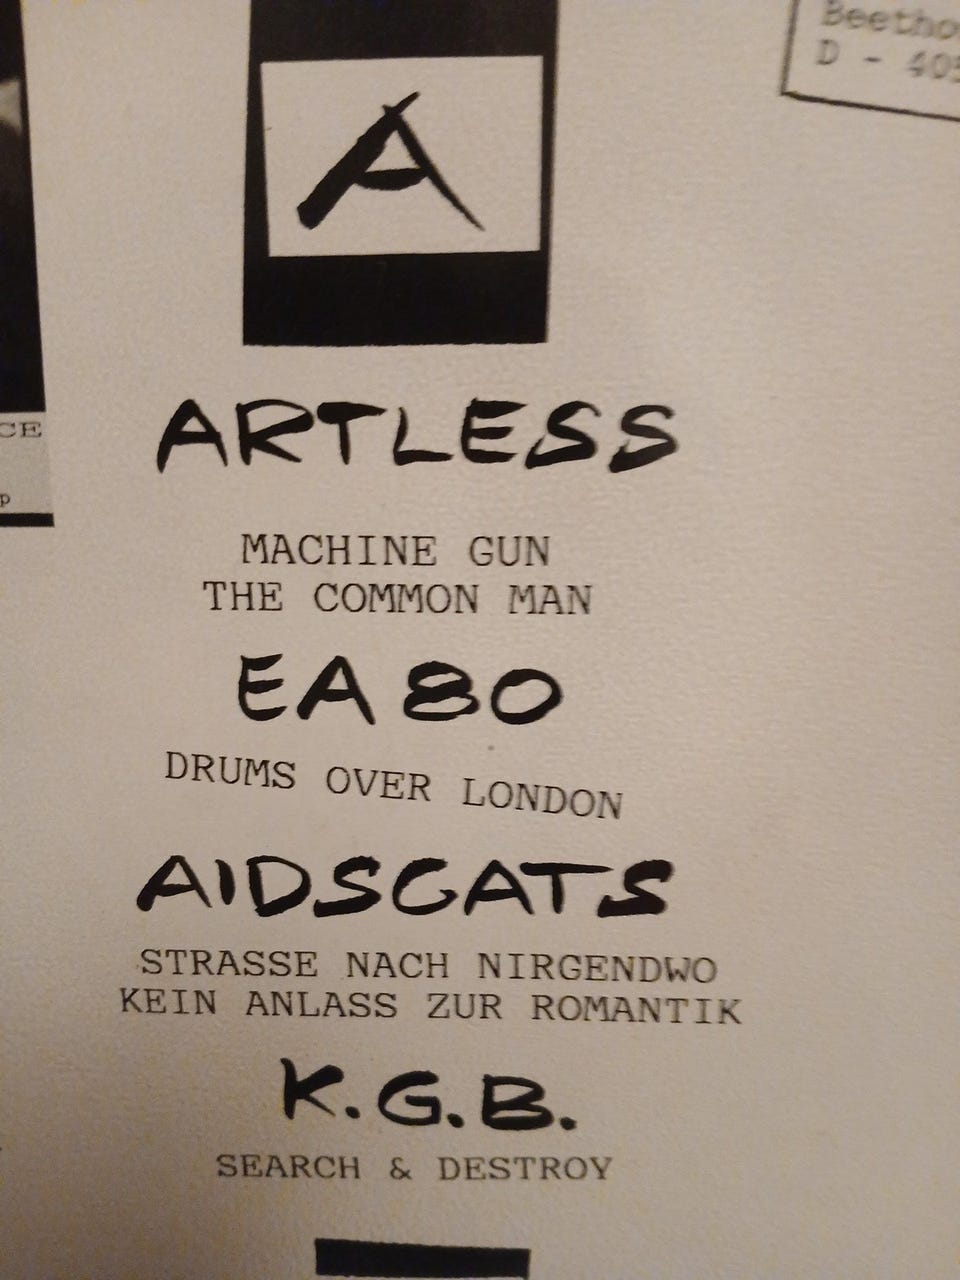 Beetho
D - 405
A
CE
p
ARTLESS
MACHINE GUN
THE COMMON MAN
EA 80
DRUMS OVER LONDON
AIDSCATS
STRASSE NACH NIRGENDWO
KEIN ANLASS ZUR ROMANTIK
K.G.B.
SEARCH & DESTROY